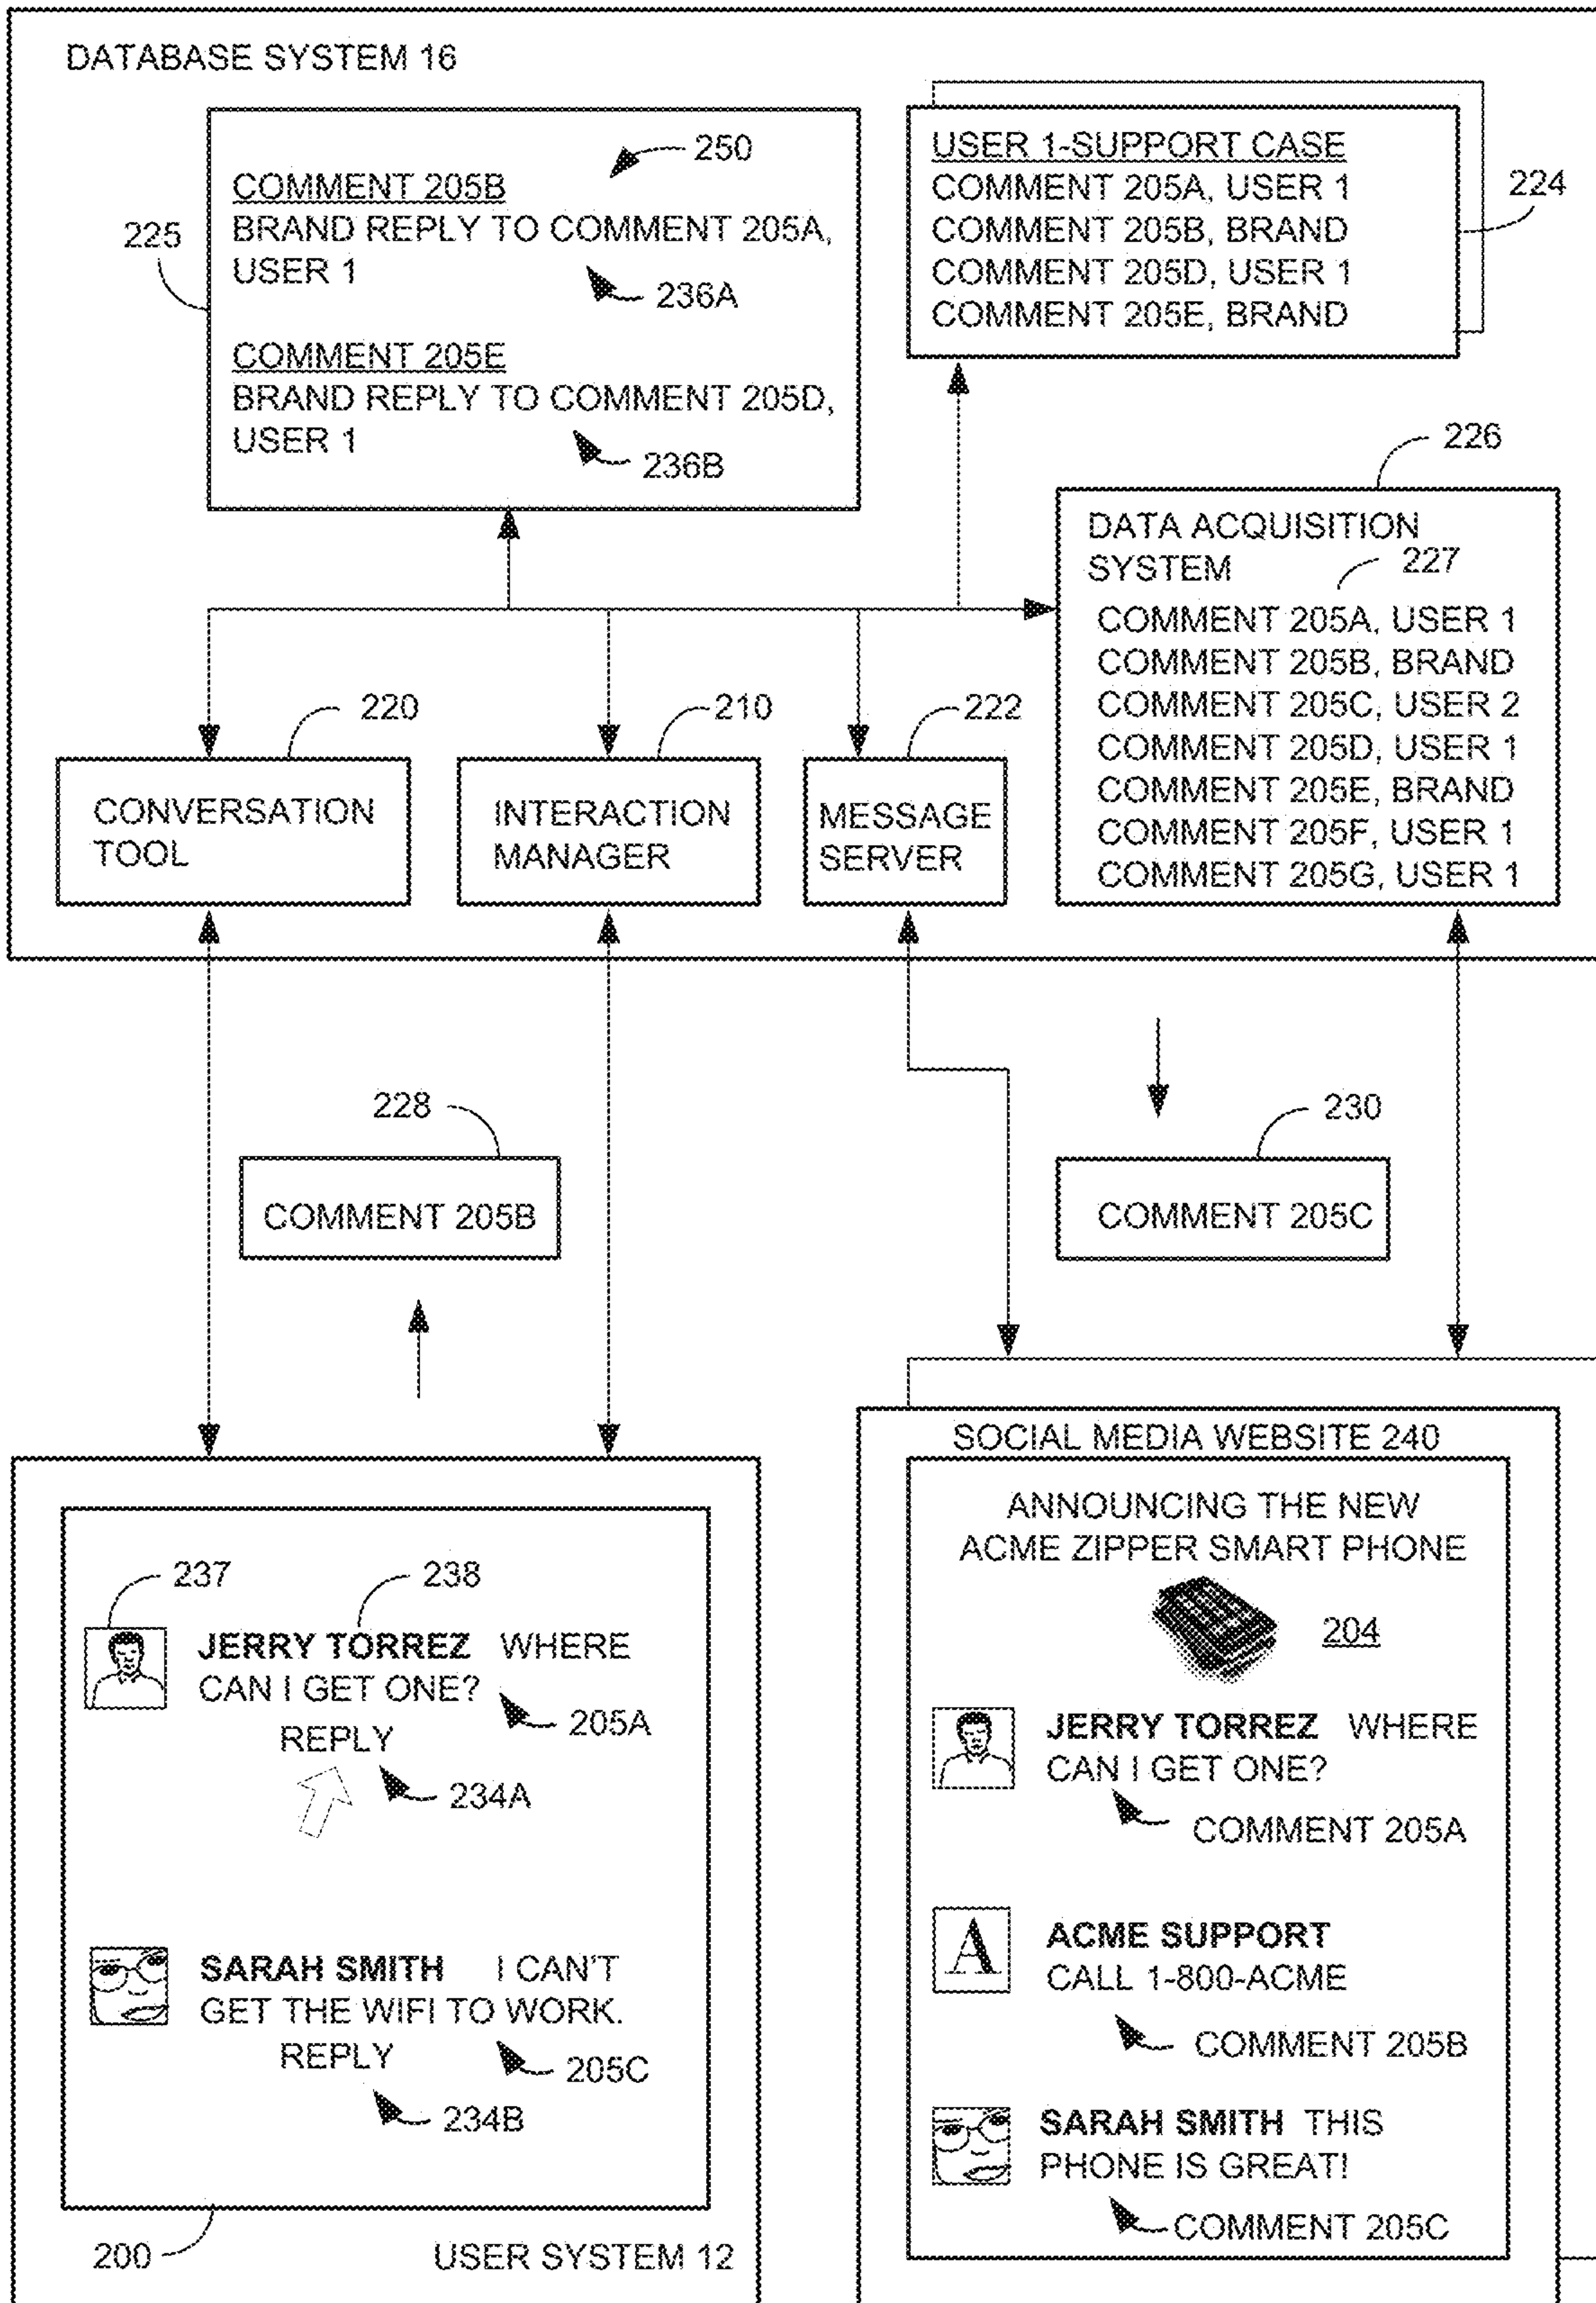 DATABASE SYSTEM 16
250
COMMENT 205B
BRAND REPLY TO COMMENT 205A,
USER 1
236A
225
COMMENT 205E
BRAND REPLY TO COMMENT 205D,
USER 1
236B
USER 1-SUPPORT CASE
COMMENT 205A, USER 1
COMMENT 205B, BRAND
COMMENT 205D, USER 1
COMMENT 205E, BRAND
224
226
DATA ACQUISITION
SYSTEM
227
COMMENT 205A, USER 1
COMMENT 205B, BRAND
COMMENT 205C, USER 2
COMMENT 205D, USER 1
COMMENT 205E, BRAND
COMMENT 205F, USER 1
COMMENT 205G, USER 1
220
CONVERSATION
TOOL
210
INTERACTION
MANAGER
222
MESSAGE
SERVER
228
COMMENT 205B
230
COMMENT 205C
237
238
JERRY TORREZ WHERE
CAN I GET ONE?
205A
REPLY
234A
SARAH SMITH I CAN'T
GET THE WIFI TO WORK.
REPLY
205C
234B
200
USER SYSTEM 12
SOCIAL MEDIA WEBSITE 240
ANNOUNCING THE NEW
ACME ZIPPER SMART PHONE
204
JERRY TORREZ WHERE
CAN I GET ONE?
COMMENT 205A
A
ACME SUPPORT
CALL 1-800-ACME
COMMENT 205B
SARAH SMITH THIS
PHONE IS GREAT!
COMMENT 205C